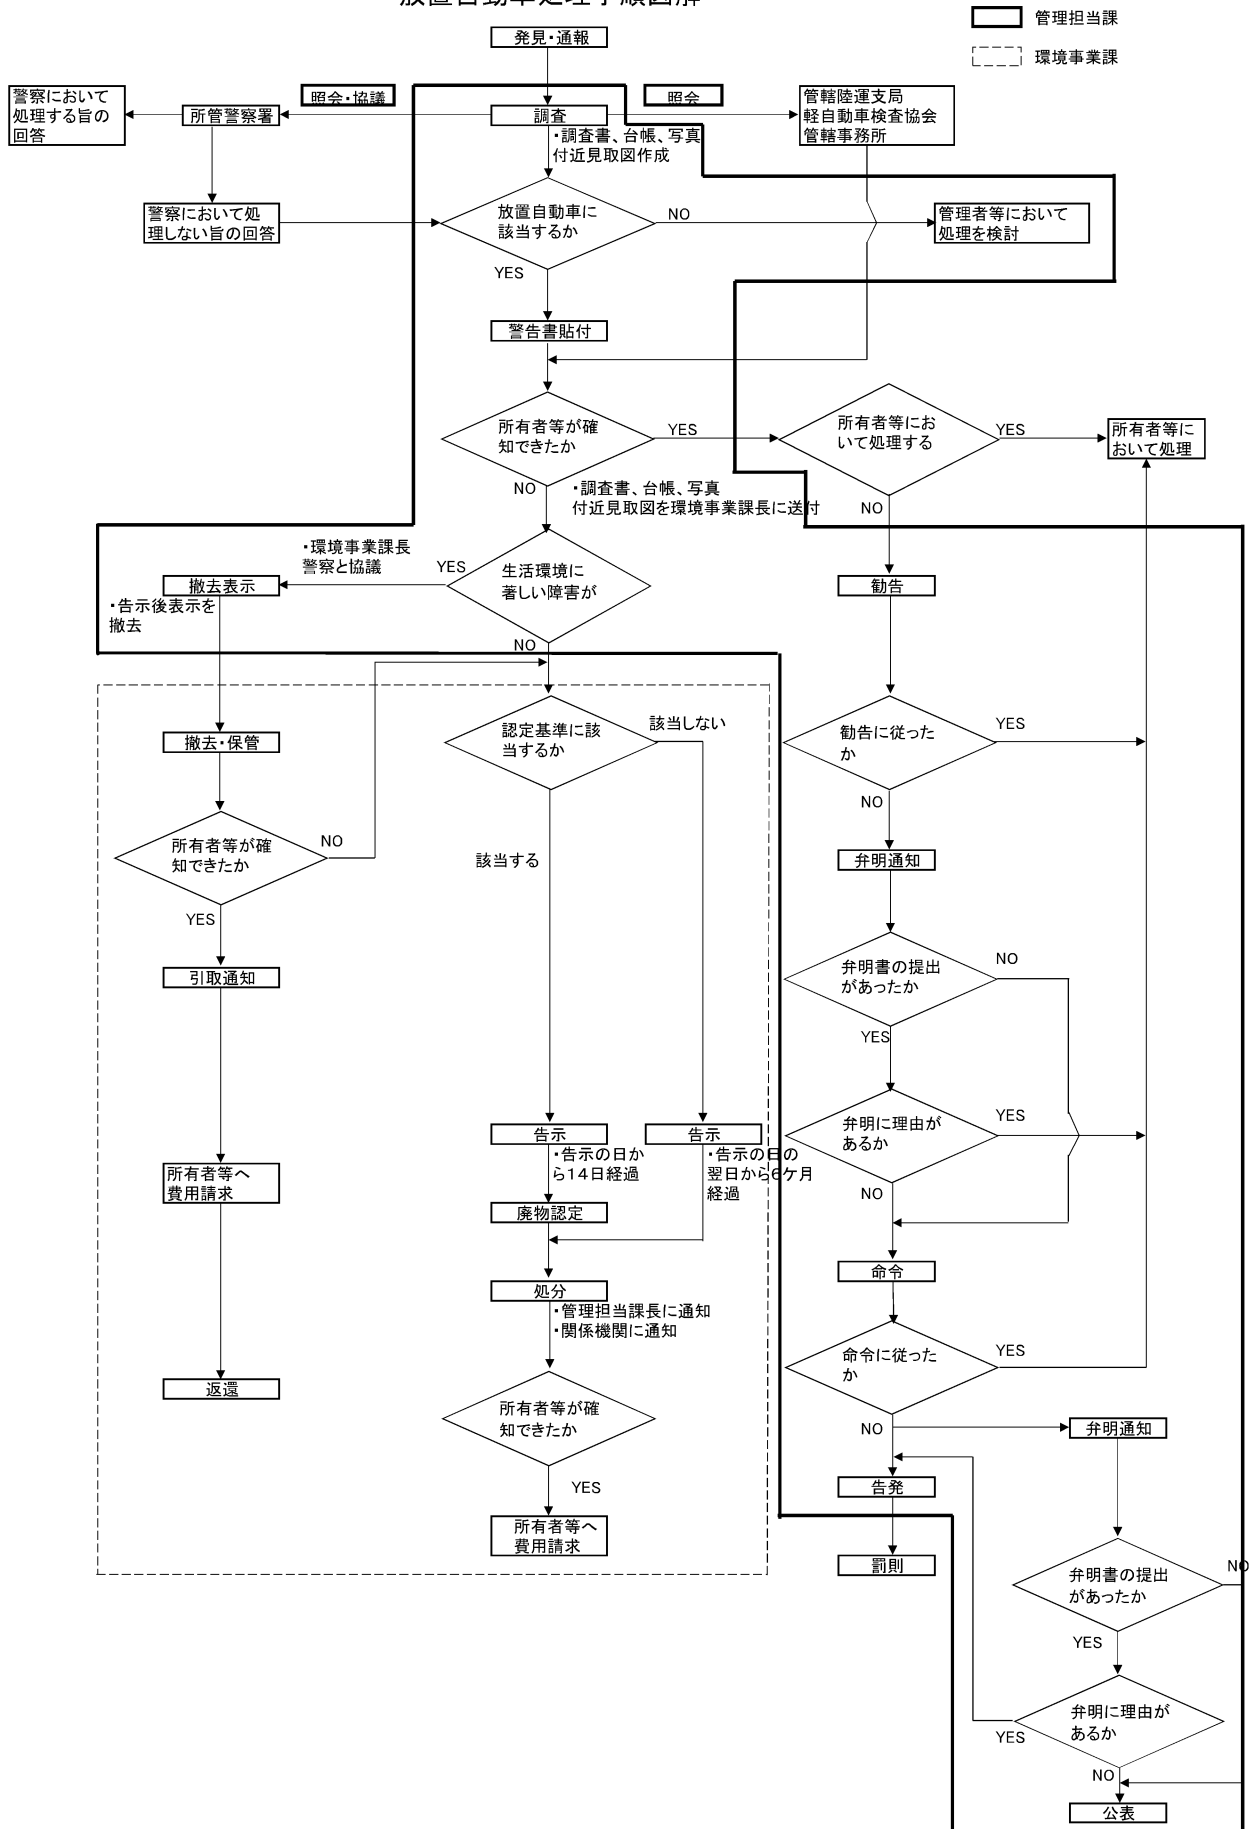 放置自動車処理手順図解
管理担当課
環境事業課
発見・通報
警察において
処理する旨の
回答
所管警察署
照会・協議
調査
照会
管轄陸運支局
軽自動車検査協会
管轄事務所
・調査書、台帳、写真
付近見取図作成
警察において処
理しない旨の回答
放置自動車に
該当するか
NO
管理者等において
処理を検討
YES
警告書貼付
所有者等が確
知できたか
YES
所有者等にお
いて処理する
YES
所有者等に
おいて処理
NO
・調査書、台帳、写真
付近見取図を環境事業課長に送付
NO
・環境事業課長
警察と協議
YES
生活環境に
著しい障害が
撤去表示
・告示後表示を
撤去
勧告
NO
認定基準に該
当するか
該当しない
勧告に従った
か
YES
撤去・保管
NO
所有者等が確
知できたか
NO
該当する
弁明通知
YES
引取通知
弁明書の提出
があったか
NO
YES
告示
・告示の日か
ら14日経過
告示
・告示の日の
翌日から6ケ月
経過
弁明に理由が
あるか
YES
所有者等へ
費用請求
NO
廃物認定
命令
処分
・管理担当課長に通知
・関係機関に通知
命令に従った
か
YES
返還
所有者等が確
知できたか
NO
弁明通知
YES
告発
所有者等へ
費用請求
罰則
弁明書の提出
があったか
NO
YES
弁明に理由が
あるか
YES
NO
公表